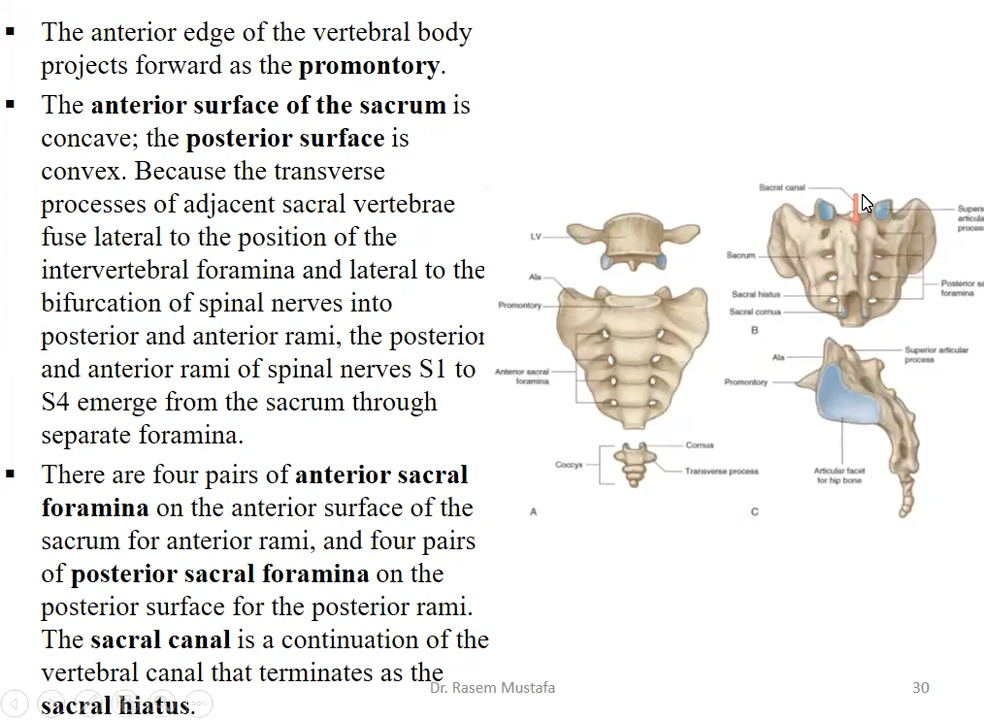 ▪ The anterior edge of the vertebral body
projects forward as the promontory.
▪ The anterior surface of the sacrum is
concave; the posterior surface is
convex. Because the transverse
processes of adjacent sacral vertebrae
fuse lateral to the position of the
intervertebral foramina and lateral to the
bifurcation of spinal nerves into
posterior and anterior rami, the posterior
and anterior rami of spinal nerves S1 to
S4 emerge from the sacrum through
separate foramina.
▪ There are four pairs of anterior sacral
foramina on the anterior surface of the
sacrum for anterior rami, and four pairs
of posterior sacral foramina on the
posterior surface for the posterior rami.
The sacral canal is a continuation of the
vertebral canal that terminates as the
sacral hiatus.
LV
Ala
Promontory
Anterior sacral
foramina
Coccyx
Cornua
Transverse process
A
Sacral canal
Superi
articula
proces
Sacrum
Sacral hiatus
Sacral cornua
Posterior sa
foramina
B
Ala
Promontory
Superior articular
process
Articular facet
for hip bone
C
Dr. Rasem Mustafa
30